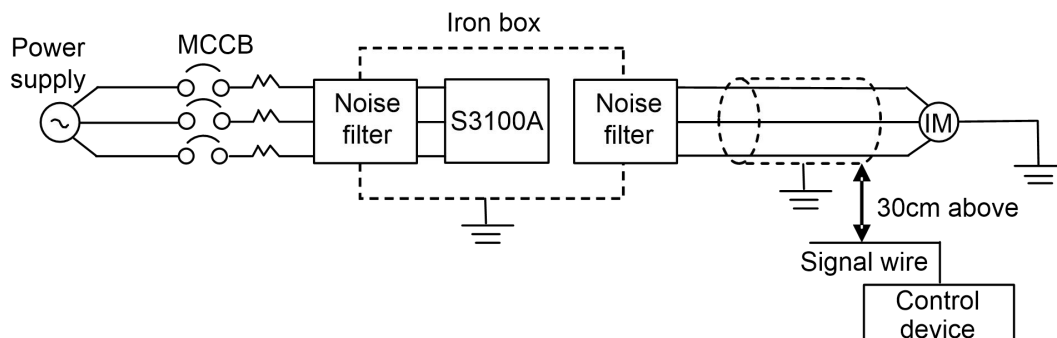 Iron box
Power
supply
MCCB
Noise
filter
S3100A
Noise
filter
IM
30cm above
Signal wire
Control
device